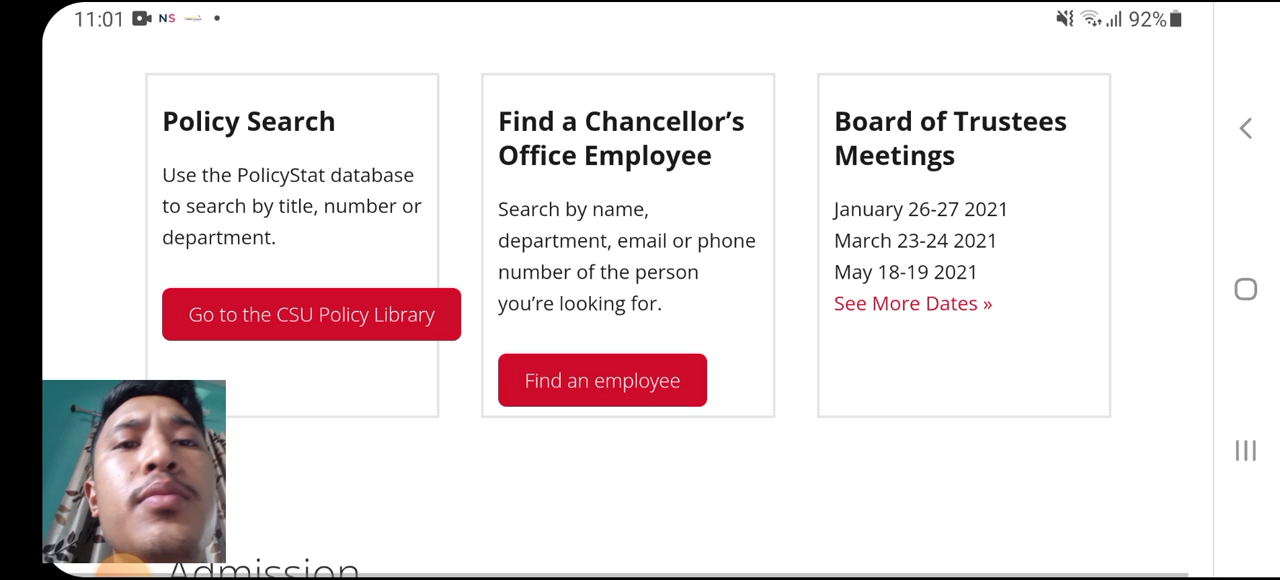 11:01 NS 92%
Policy Search
Use the PolicyStat database
to search by title, number or
department.
Go to the CSU Policy Library
Find a Chancellor’s
Office Employee
Search by name,
department, email or phone
number of the person
you’re looking for.
Find an employee
Board of Trustees
Meetings
January 26-27 2021
March 23-24 2021
May 18-19 2021
See More Dates »
Admission